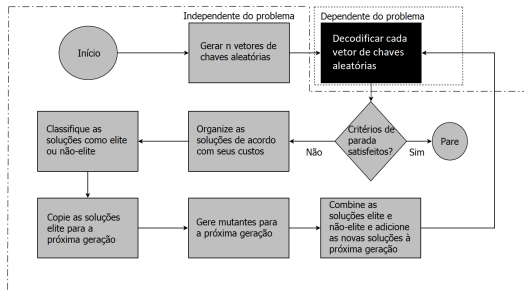 Independente do problema
Dependente do problema
Início
Gerar n vetores de
chaves aleatórias
Decodificar cada
vetor de chaves
aleatórias
Classifique as
soluções como elite
ou não-elite
Organize as
soluções de acordo
com seus custos
Não
Critérios de
parada
satisfeitos?
Sim
Pare
Copie as soluções
elite para a
próxima geração
Gere mutantes para
a próxima geração
Combine as
soluções elite e
não-elite e adicione
as novas soluções à
próxima geração